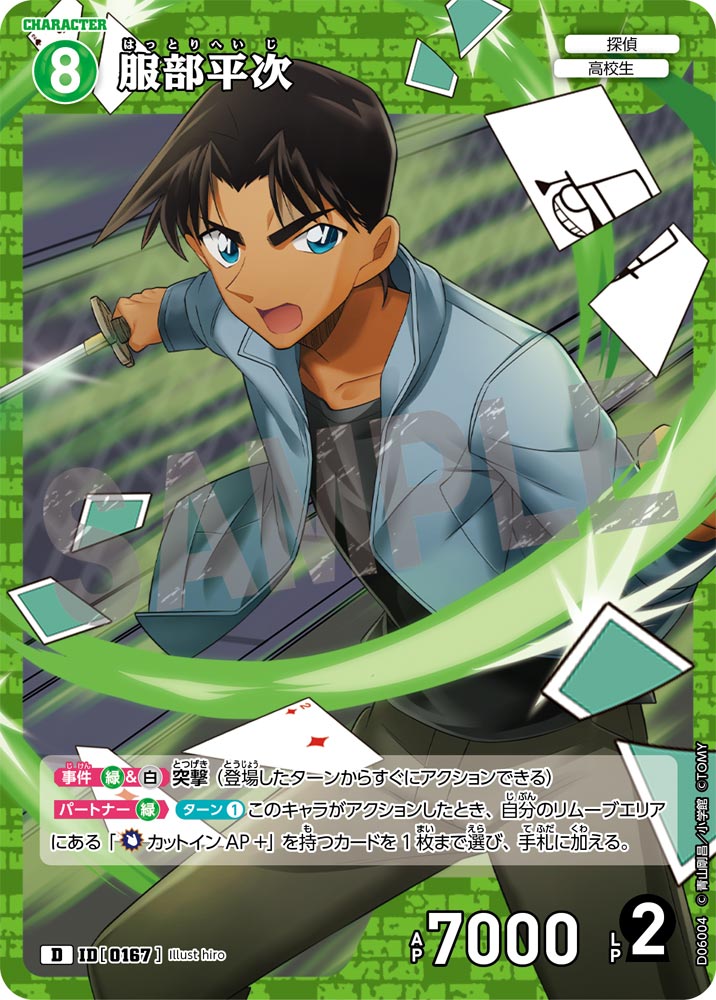 CHARACTER
8
はっとりへいじ
服部平次
探偵
高校生
SAMPLE
事件 緑 & 白 突撃（登場したターンからすぐにアクションできる）
パートナー 緑 ターン 1 このキャラがアクションしたとき、自分のリムーブエリア
にある「カットイン AP +」を持つカードを1枚まで選び、手札に加える。
AP 7000 LP 2
D ID [ 0167 ] Illust hiro
D06004 © 青山剛昌／小学館 ©TOMY